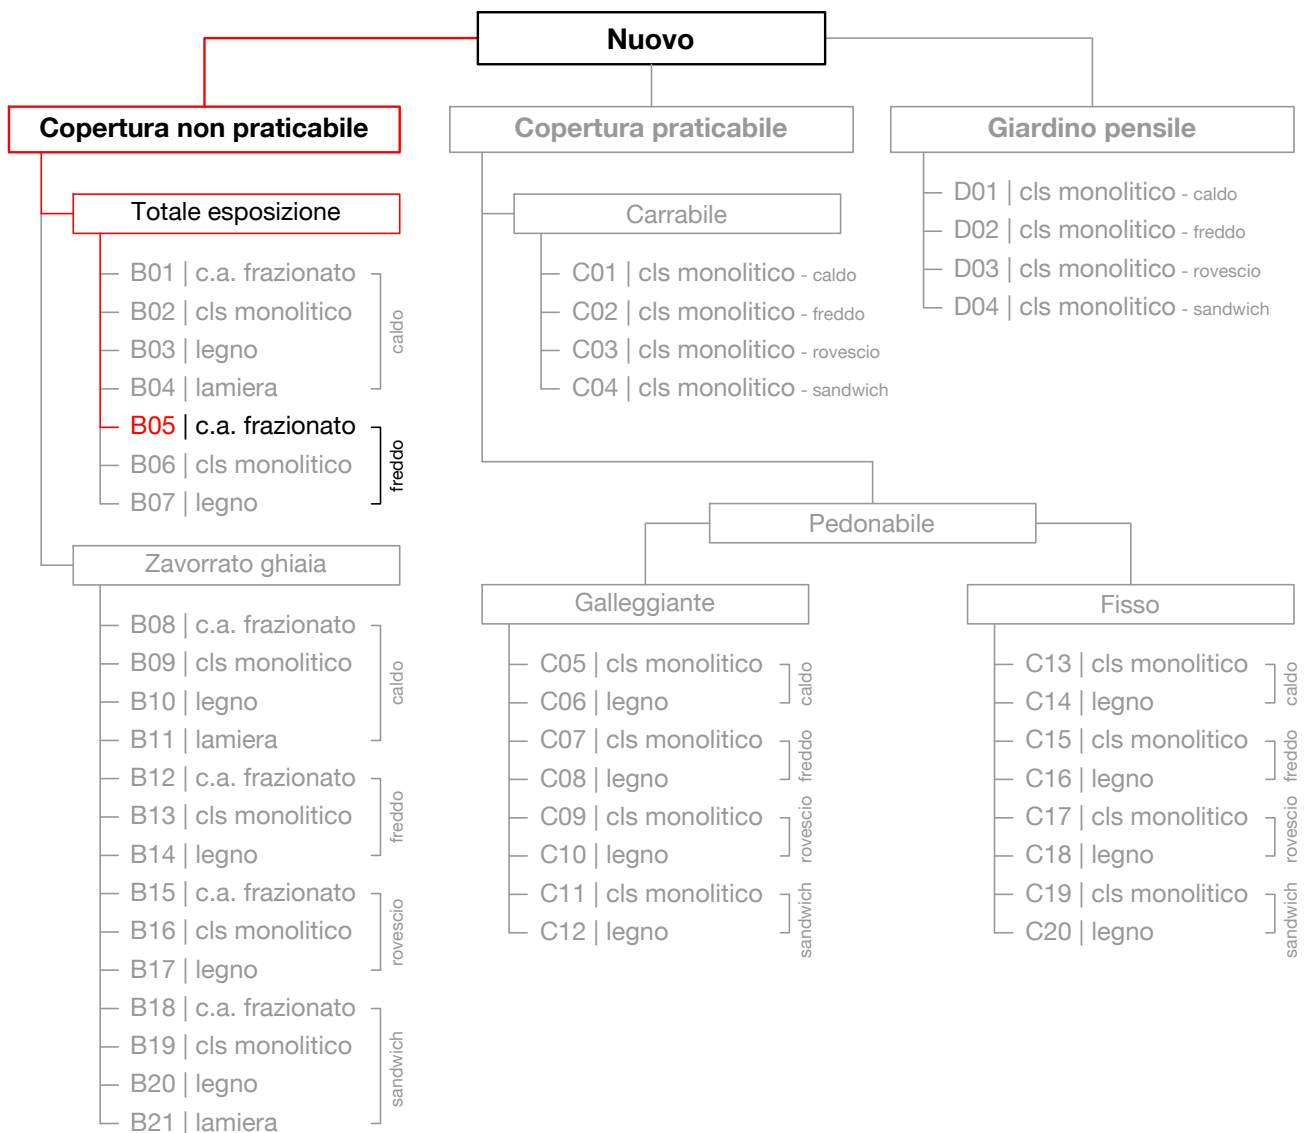 Nuovo
Copertura non praticabile
Totale esposizione
B01 | c.a. frazionato
B02 | cls monolitico
B03 | legno
B04 | lamiera
caldo
B05 | c.a. frazionato
B06 | cls monolitico
B07 | legno
freddo
Zavorrato ghiaia
B08 | c.a. frazionato
B09 | cls monolitico
B10 | legno
B11 | lamiera
caldo
B12 | c.a. frazionato
B13 | cls monolitico
B14 | legno
freddo
B15 | c.a. frazionato
B16 | cls monolitico
B17 | legno
rovescio
B18 | c.a. frazionato
B19 | cls monolitico
B20 | legno
B21 | lamiera
sandwich
Copertura praticabile
Carrabile
C01 | cls monolitico - caldo
C02 | cls monolitico - freddo
C03 | cls monolitico - rovescio
C04 | cls monolitico - sandwich
Pedonabile
Galleggiante
C05 | cls monolitico
C06 | legno
caldo
C07 | cls monolitico
C08 | legno
freddo
C09 | cls monolitico
C10 | legno
rovescio
C11 | cls monolitico
C12 | legno
sandwich
Fisso
C13 | cls monolitico
C14 | legno
caldo
C15 | cls monolitico
C16 | legno
freddo
C17 | cls monolitico
C18 | legno
rovescio
C19 | cls monolitico
C20 | legno
sandwich
Giardino pensile
D01 | cls monolitico - caldo
D02 | cls monolitico - freddo
D03 | cls monolitico - rovescio
D04 | cls monolitico - sandwich